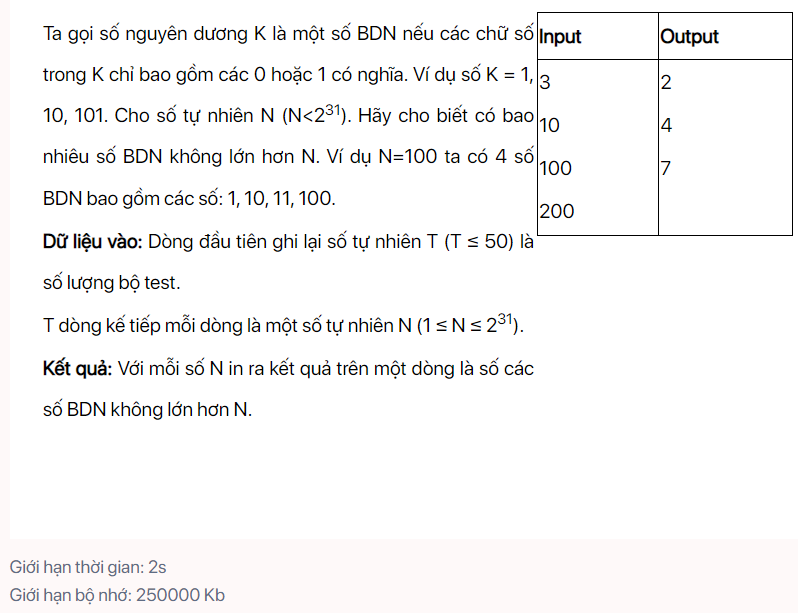 Ta gọi số nguyên dương K là một số BDN nếu các chữ số
trong K chỉ bao gồm các 0 hoặc 1 có nghĩa. Ví dụ số K = 1,
10, 101. Cho số tự nhiên N (N<2³¹). Hãy cho biết có bao
nhiêu số BDN không lớn hơn N. Ví dụ N=100 ta có 4 số
BDN bao gồm các số: 1, 10, 11, 100.
Dữ liệu vào: Dòng đầu tiên ghi lại số tự nhiên T (T ≤ 50) là
số lượng bộ test.
T dòng kế tiếp mỗi dòng là một số tự nhiên N (1 ≤ N ≤ 2³¹).
Kết quả: Với mỗi số N in ra kết quả trên một dòng là số các
số BDN không lớn hơn N.
Input Output
3 2
10 4
100 7
200
Giới hạn thời gian: 2s
Giới hạn bộ nhớ: 250000 Kb